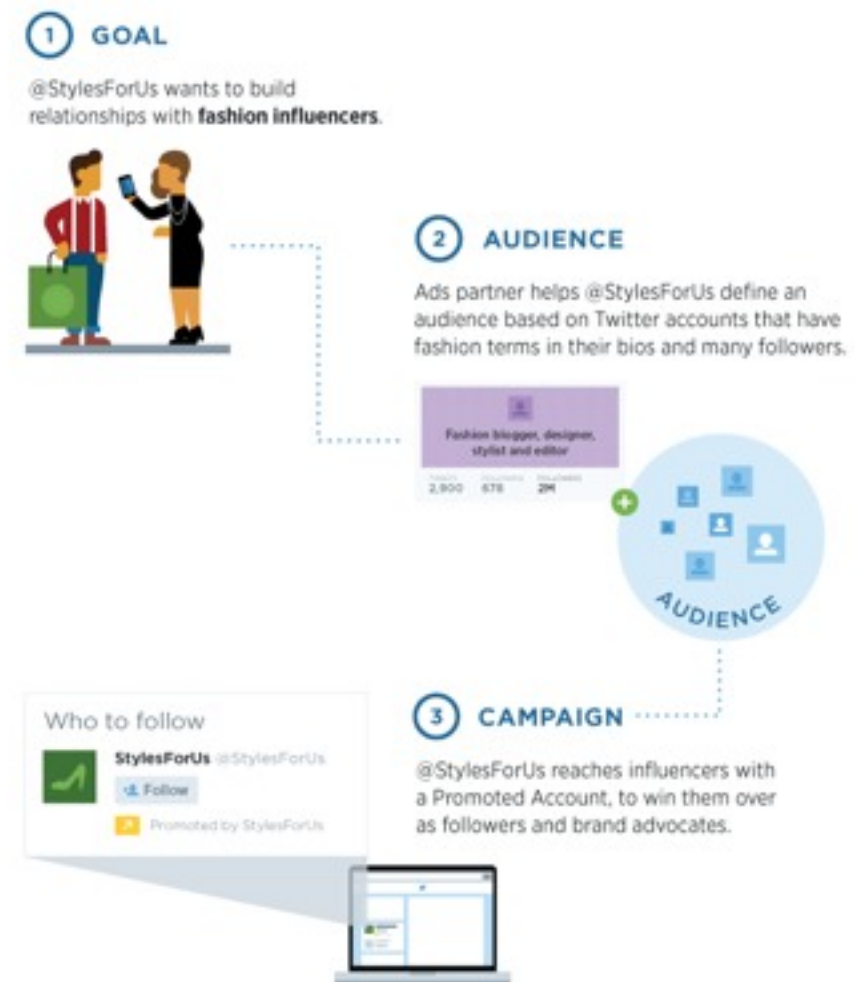 1 GOAL
@StylesForUs wants to build
relationships with fashion influencers.
2 AUDIENCE
Ads partner helps @StylesForUs define an
audience based on Twitter accounts that have
fashion terms in their bios and many followers.
Fashion blogger, designer,
stylist and editor
2,900 678 2M
AUDIENCE
Who to follow
StylesForUs @StylesForUs
Follow
Promoted by StylesForUs
3 CAMPAIGN
@StylesForUs reaches influencers with
a Promoted Account, to win them over
as followers and brand advocates.